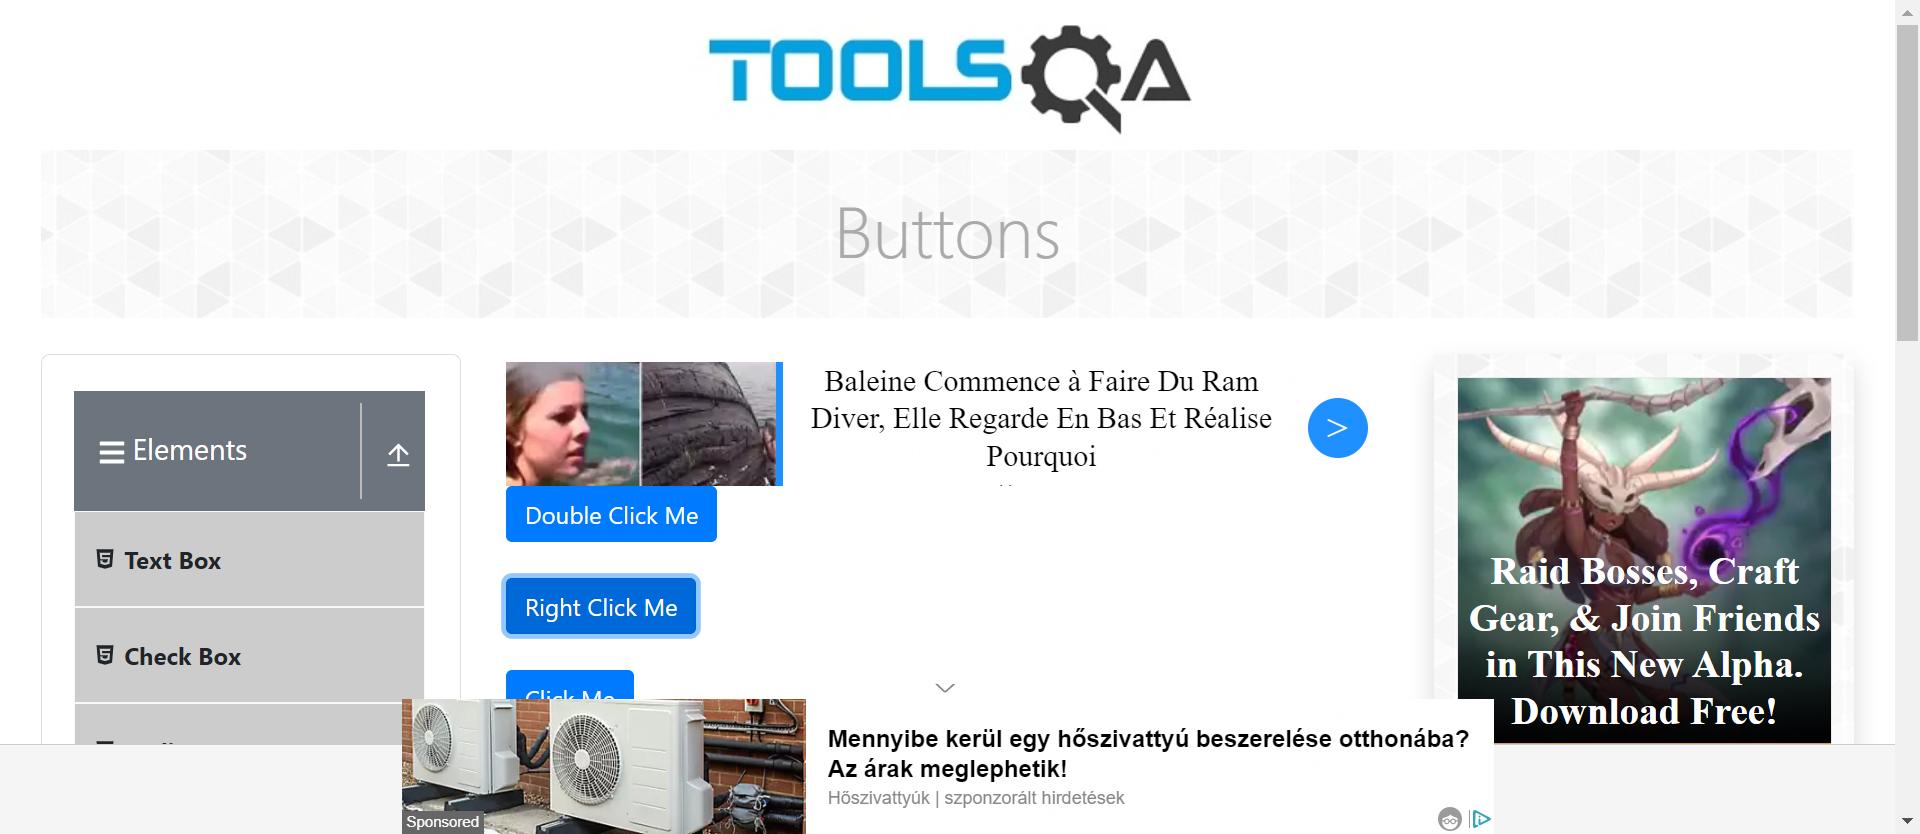 TOOLSQA
Buttons
Elements
Text Box
Check Box
Baleine Commence à Faire Du Ram
Diver, Elle Regarde En Bas Et Réalise
Pourquoi
>
Double Click Me
Right Click Me
Click Me
Raid Bosses, Craft
Gear, & Join Friends
in This New Alpha.
Download Free!
Mennyibe kerül egy hőszivattyú beszerelése otthonába?
Az árak meglephetik!
Hőszivattyúk | szponzorált hirdetések
Sponsored